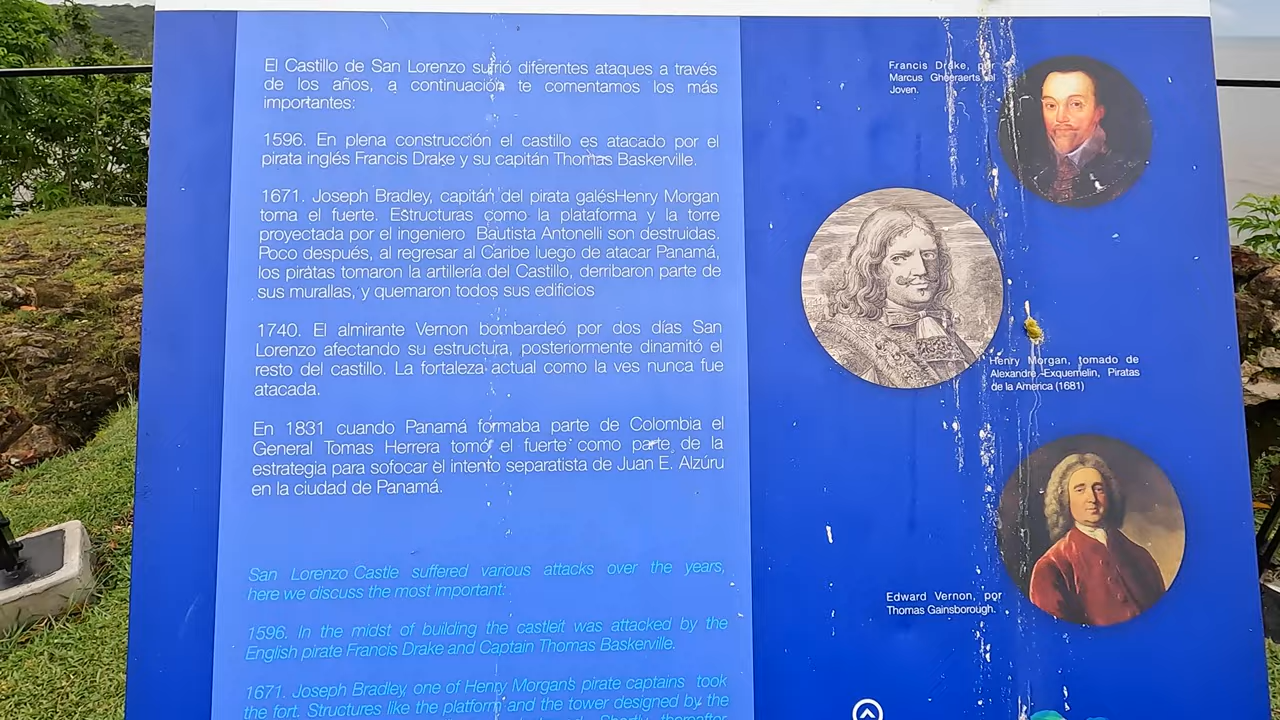 El Castillo de San Lorenzo sufrió diferentes ataques a través
de los años, a continuación te comentamos los más
importantes:
1596. En plena construcción el castillo es atacado por el
pirata inglés Francis Drake y su capitán Thomas Baskerville.
1671. Joseph Bradley, capitán del pirata galésHenry Morgan
toma el fuerte. Estructuras como la plataforma y la torre
proyectada por el ingeniero Bautista Antonelli son destruidas.
Poco después, al regresar al Caribe luego de atacar Panamá,
los piratas tomaron la artillería del Castillo, derribaron parte de
sus murallas, y quemaron todos sus edificios
1740. El almirante Vernon bombardeó por dos días San
Lorenzo afectando su estructura, posteriormente dinamitó el
resto del castillo. La fortaleza actual como la ves nunca fue
atacada.
En 1831 cuando Panamá formaba parte de Colombia el
General Tomas Herrera tomó el fuerte como parte de la
estrategia para sofocar el intento separatista de Juan E. Alzúru
en la ciudad de Panamá.
San Lorenzo Castle suffered various attacks over the years,
here we discuss the most important:
1596. In the midst of building the castleit was attacked by the
English pirate Francis Drake and Captain Thomas Baskerville.
1671. Joseph Bradley, one of Henry Morgan's pirate captains took
the fort. Structures like the platform and the tower designed by the
Shortly thereafter
Francis Drake, por
Marcus Gheeraerts el
Joven.
Henry Morgan, tomado de
Alexandre Exquemelin, Piratas
de la America (1681)
Edward Vernon, por
Thomas Gainsborough.